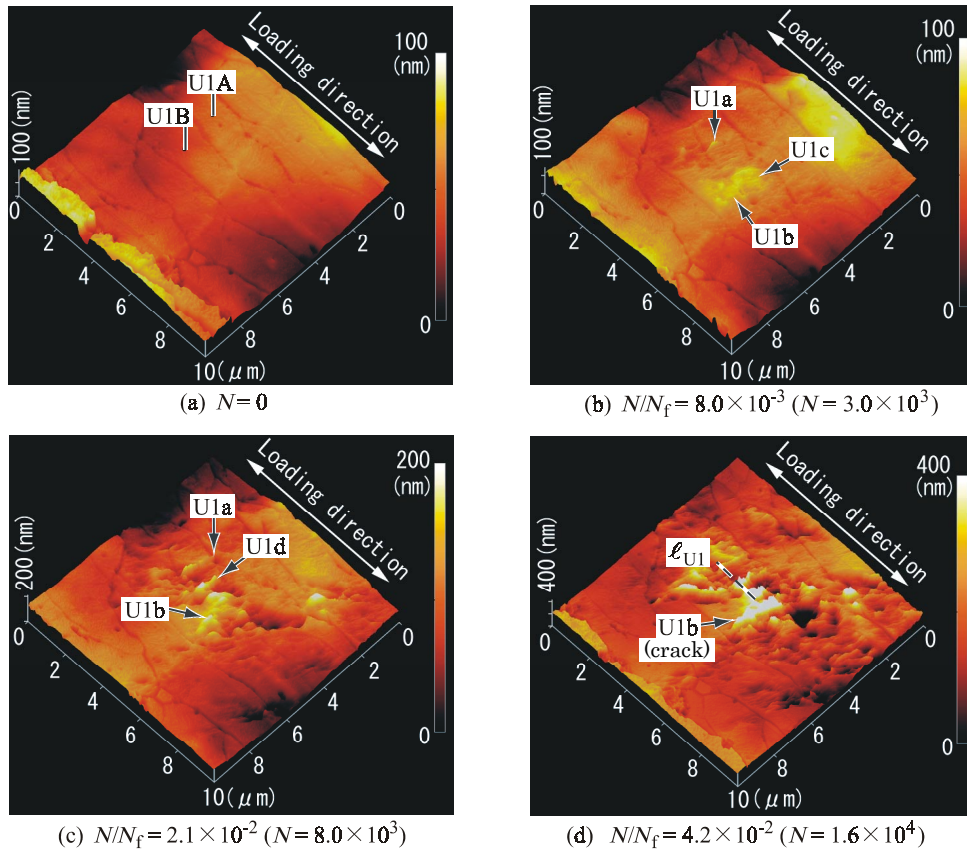 Loading direction
100
(nm)
U1A
U1B
100(nm)
0
0
2
2
4
4
6
6
8
8
10(μm)
0
(a) N=0
Loading direction
100
(nm)
U1a
U1c
U1b
100(nm)
0
0
2
2
4
4
6
6
8
8
10(μm)
0
(b) N/Nf = 8.0×10-3 (N = 3.0×103)
Loading direction
200
(nm)
U1a
U1d
U1b
200(nm)
0
0
2
2
4
4
6
6
8
8
10(μm)
0
(c) N/Nf = 2.1×10-2 (N = 8.0×103)
Loading direction
400
(nm)
ℓU1
U1b
(crack)
400(nm)
0
0
2
2
4
4
6
6
8
8
10(μm)
0
(d) N/Nf = 4.2×10-2 (N = 1.6×104)